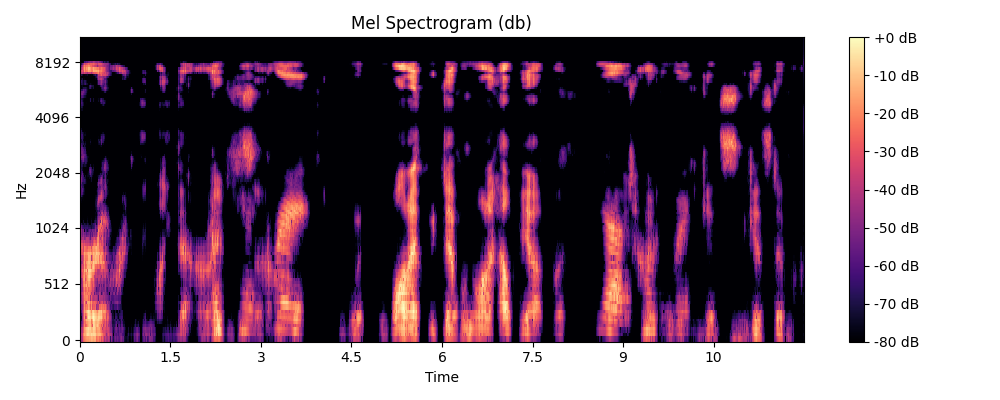 Mel Spectrogram (db)
8192
4096
2048
1024
512
0
Hz
0 1.5 3 4.5 6 7.5 9 10
Time
+0 dB
-10 dB
-20 dB
-30 dB
-40 dB
-50 dB
-60 dB
-70 dB
-80 dB